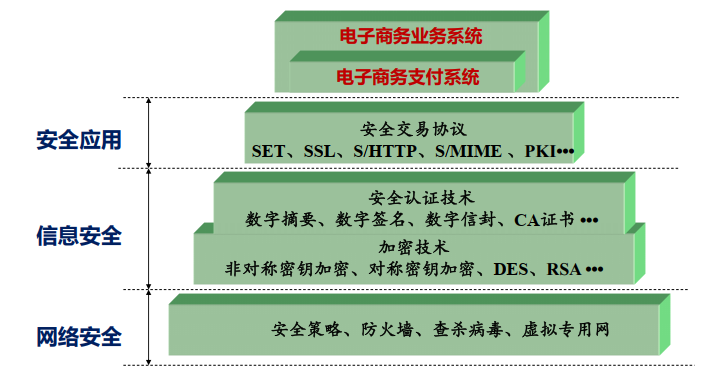 电子商务业务系统
电子商务支付系统
安全应用
安全交易协议
SET、SSL、S/HTTP、S/MIME 、PKI•••
信息安全
安全认证技术
数字摘要、数字签名、数字信封、CA证书 •••
加密技术
非对称密钥加密、对称密钥加密、DES、RSA •••
网络安全
安全策略、防火墙、查杀病毒、虚拟专用网